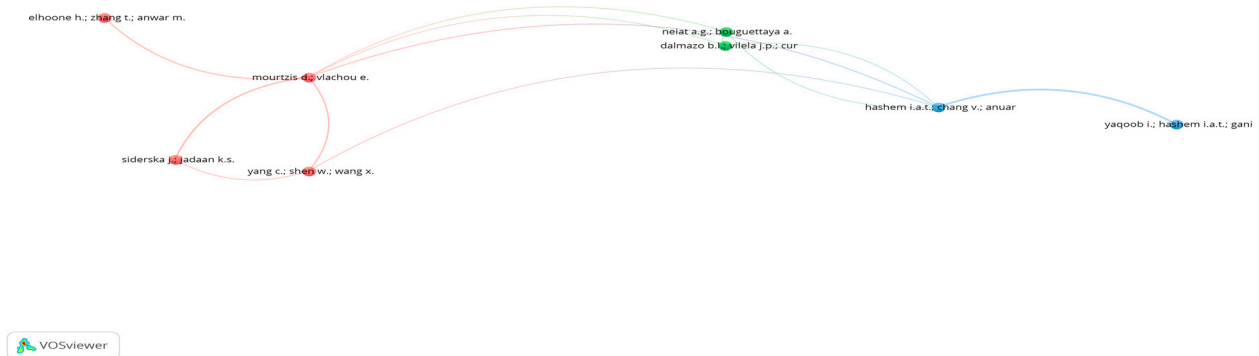 elhoone h.; zhang t.; anwar m.
neiat a.g.; bouguettaya a.
dalmazo b.l.; vilela j.p.; cur
mourtzis d.; vlachou e.
hashem i.a.t.; chang v.; anuar
yaqoob i.; hashem i.a.t.; gani
siderska j.; jadaan k.s.
yang c.; shen w.; wang x.
VOSviewer